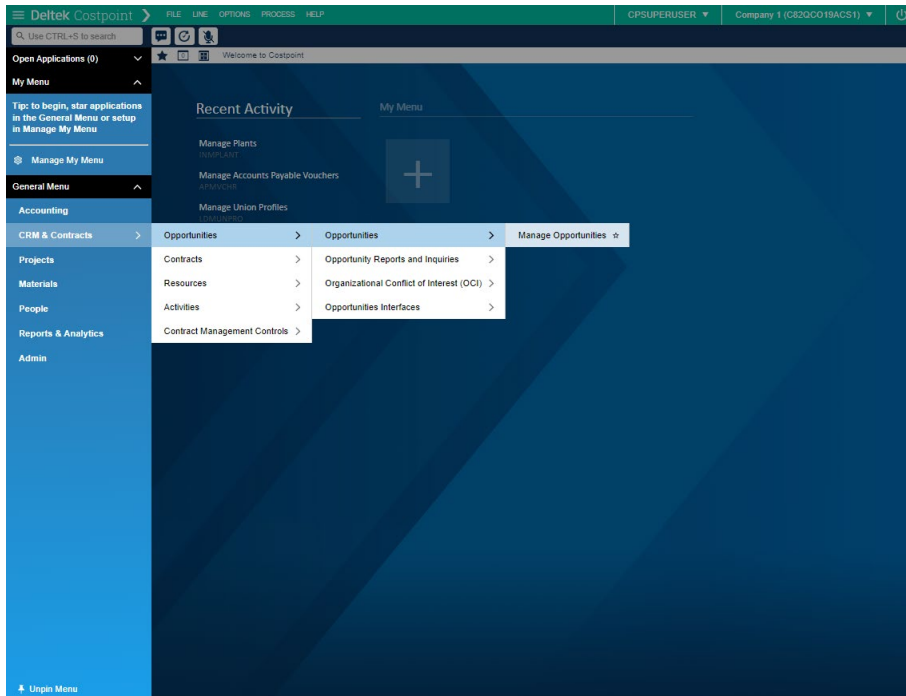 Deltek Costpoint
FILE LINE OPTIONS PROCESS HELP
CPSUPERUSER
Company 1 (C82QCO19ACS1)
Use CTRL+S to search
Open Applications (0)
Welcome to Costpoint
My Menu
Tip: to begin, star applications
in the General Menu or setup
in Manage My Menu
Manage My Menu
General Menu
Accounting
CRM & Contracts
Projects
Materials
People
Reports & Analytics
Admin
Unpin Menu
Recent Activity
My Menu
Manage Plants
INMPLANT
Manage Accounts Payable Vouchers
APMVCHR
Manage Union Profiles
LDMUNPRO
Opportunities
Contracts
Resources
Activities
Contract Management Controls
Opportunities
Opportunity Reports and Inquiries
Organizational Conflict of Interest (OCI)
Opportunities Interfaces
Manage Opportunities